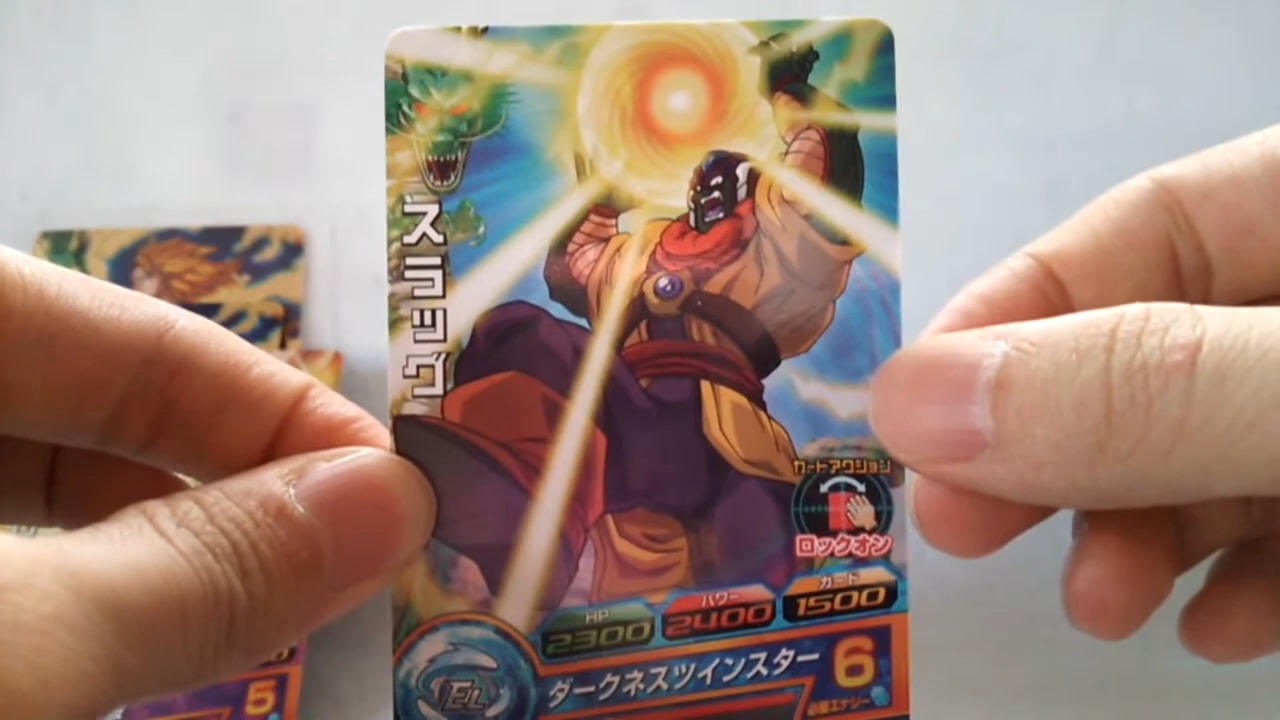 スラッグ
カードアクション
ロックオン
HP
2300
パワー
2400
カード
1500
EL
ダークネスツインスター
6
必要エナジー
5